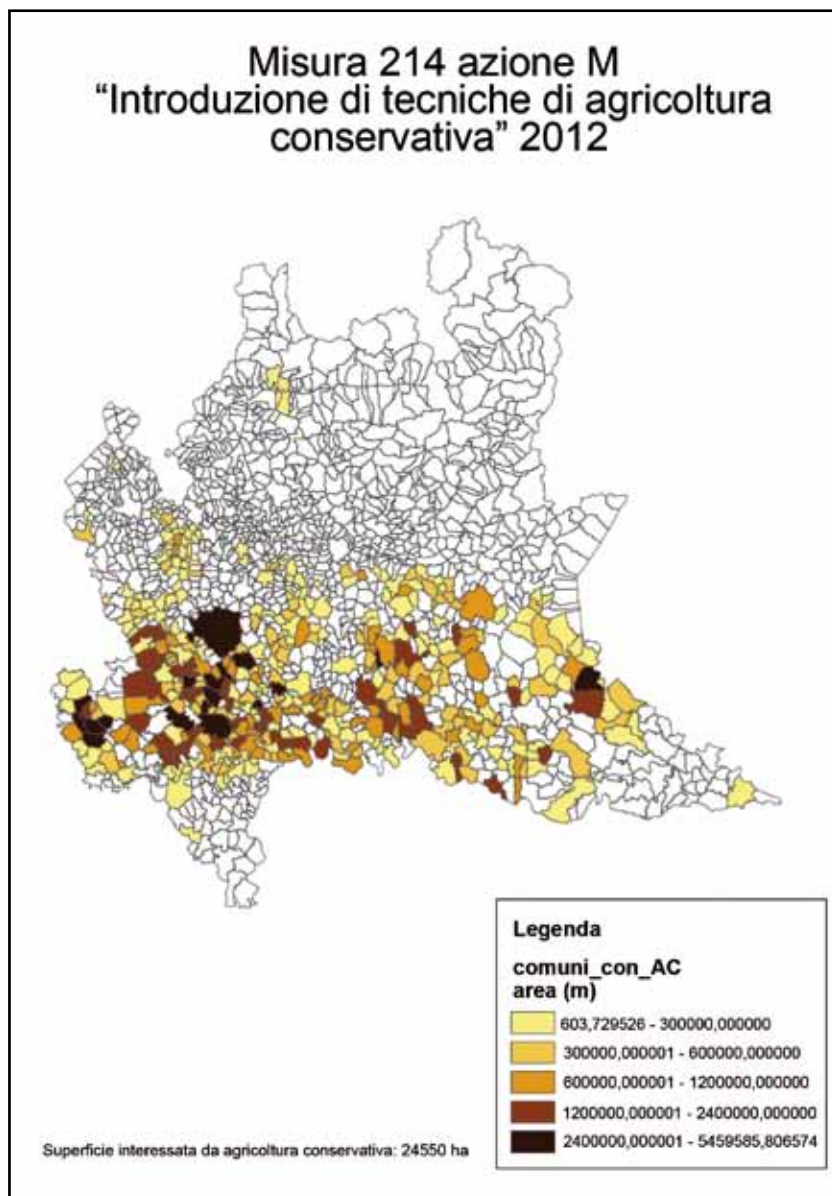 Misura 214 azione M
“Introduzione di tecniche di agricoltura
conservativa” 2012
Legenda
comuni_con_AC
area (m)
603,729526 - 300000,000000
300000,000001 - 600000,000000
600000,000001 - 1200000,000000
1200000,000001 - 2400000,000000
2400000,000001 - 5459585,806574
Superficie interessata da agricoltura conservativa: 24550 ha